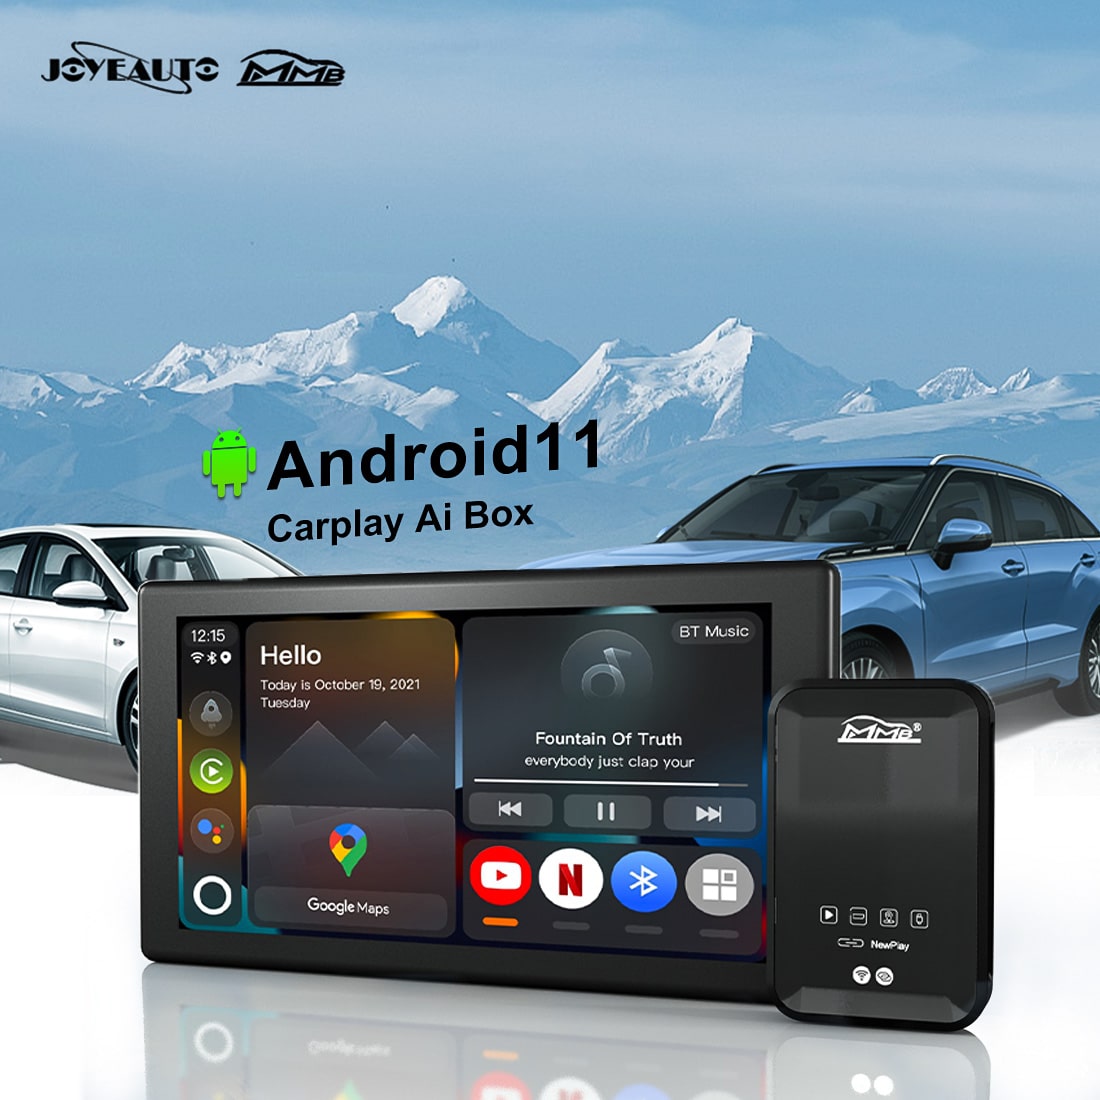 JOYEAUTO MMB
Android11
Carplay Ai Box
12:15
Hello
Today is October 19, 2021
Tuesday
Google Maps
BT Music
Fountain Of Truth
everybody just clap your
N
MMB®
NewPlay